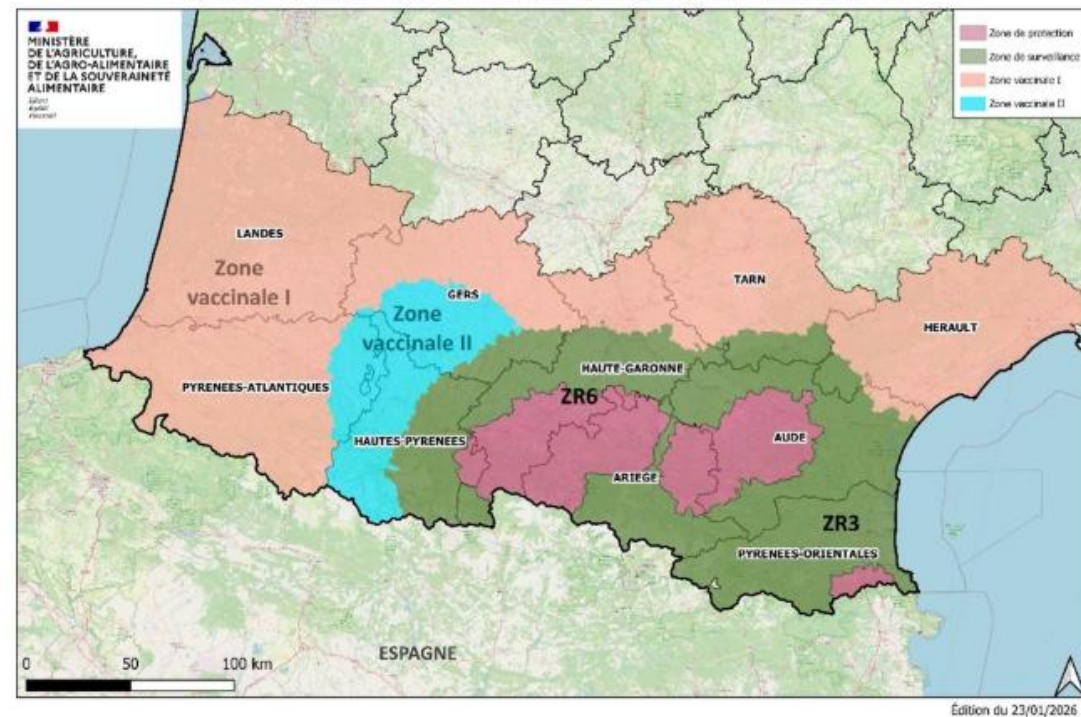 MINISTÈRE
DE L'AGRICULTURE,
DE L'AGRO-ALIMENTAIRE
ET DE LA SOUVERAINETÉ
ALIMENTAIRE
Zone de protection
Zone de surveillance
Zone vaccinale I
Zone vaccinale II
LANDES
Zone
vaccinale I
TARN
GERS
Zone
vaccinale II
HERAULT
HAUTE-GARONNE
PYRENEES-ATLANTIQUES
ZR6
HAUTES-PYRENEES
AUDE
ARIEGE
ZR3
PYRENEES-ORIENTALES
ESPAGNE
0 50 100 km
Édition du 23/01/2026